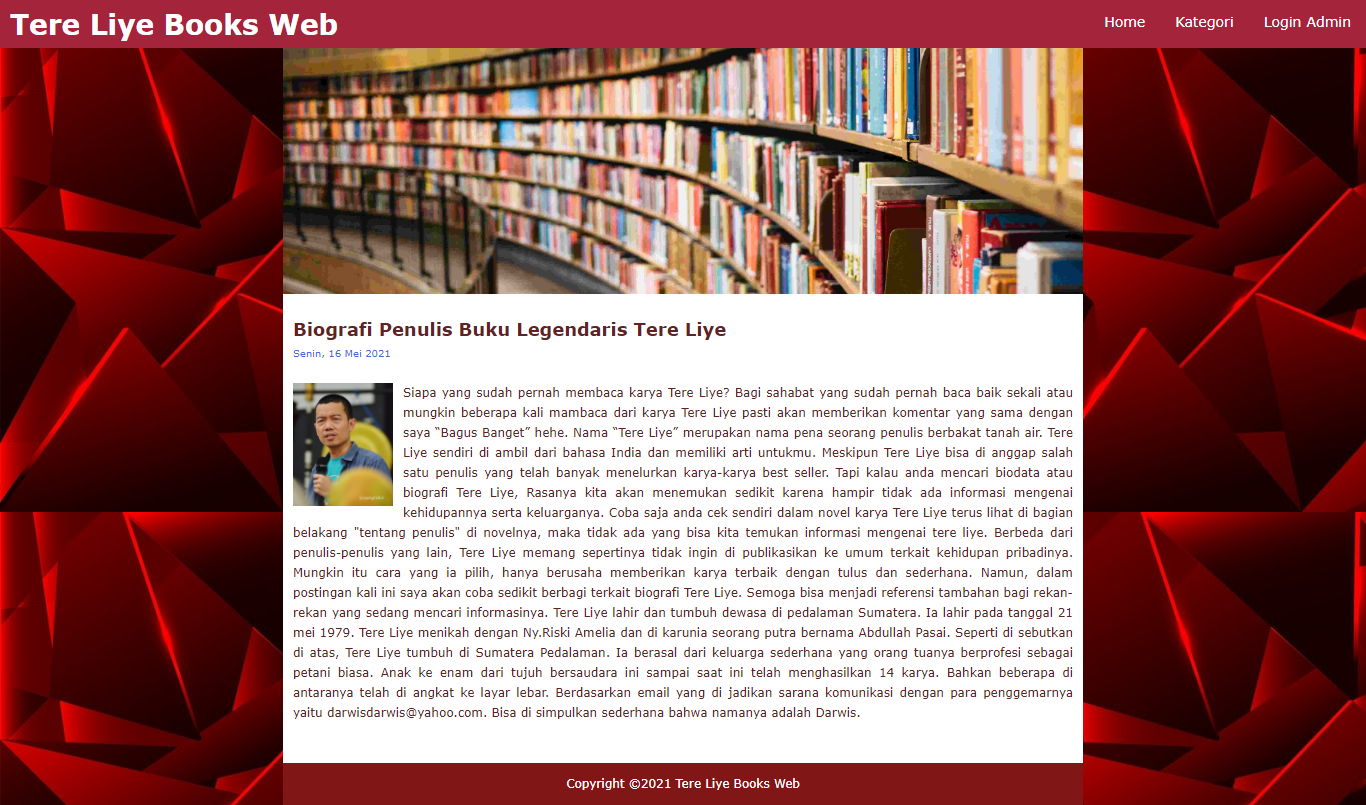 Tere Liye Books Web
Home Kategori Login Admin
Biografi Penulis Buku Legendaris Tere Liye
Senin, 16 Mei 2021
Siapa yang sudah pernah membaca karya Tere Liye? Bagi sahabat yang sudah pernah baca baik sekali atau
mungkin beberapa kali mambaca dari karya Tere Liye pasti akan memberikan komentar yang sama dengan
saya “Bagus Banget” hehe. Nama “Tere Liye” merupakan nama pena seorang penulis berbakat tanah air. Tere
Liye sendiri di ambil dari bahasa India dan memiliki arti untukmu. Meskipun Tere Liye bisa di anggap salah
satu penulis yang telah banyak menelurkan karya-karya best seller. Tapi kalau anda mencari biodata atau
biografi Tere Liye, Rasanya kita akan menemukan sedikit karena hampir tidak ada informasi mengenai
kehidupannya serta keluarganya. Coba saja anda cek sendiri dalam novel karya Tere Liye terus lihat di bagian
belakang "tentang penulis" di novelnya, maka tidak ada yang bisa kita temukan informasi mengenai tere liye. Berbeda dari
penulis-penulis yang lain, Tere Liye memang sepertinya tidak ingin di publikasikan ke umum terkait kehidupan pribadinya.
Mungkin itu cara yang ia pilih, hanya berusaha memberikan karya terbaik dengan tulus dan sederhana. Namun, dalam
postingan kali ini saya akan coba sedikit berbagi terkait biografi Tere Liye. Semoga bisa menjadi referensi tambahan bagi rekan-
rekan yang sedang mencari informasinya. Tere Liye lahir dan tumbuh dewasa di pedalaman Sumatera. Ia lahir pada tanggal 21
mei 1979. Tere Liye menikah dengan Ny.Riski Amelia dan di karunia seorang putra bernama Abdullah Pasai. Seperti di sebutkan
di atas, Tere Liye tumbuh di Sumatera Pedalaman. Ia berasal dari keluarga sederhana yang orang tuanya berprofesi sebagai
petani biasa. Anak ke enam dari tujuh bersaudara ini sampai saat ini telah menghasilkan 14 karya. Bahkan beberapa di
antaranya telah di angkat ke layar lebar. Berdasarkan email yang di jadikan sarana komunikasi dengan para penggemarnya
yaitu darwisdarwis@yahoo.com. Bisa di simpulkan sederhana bahwa namanya adalah Darwis.
Copyright ©2021 Tere Liye Books Web